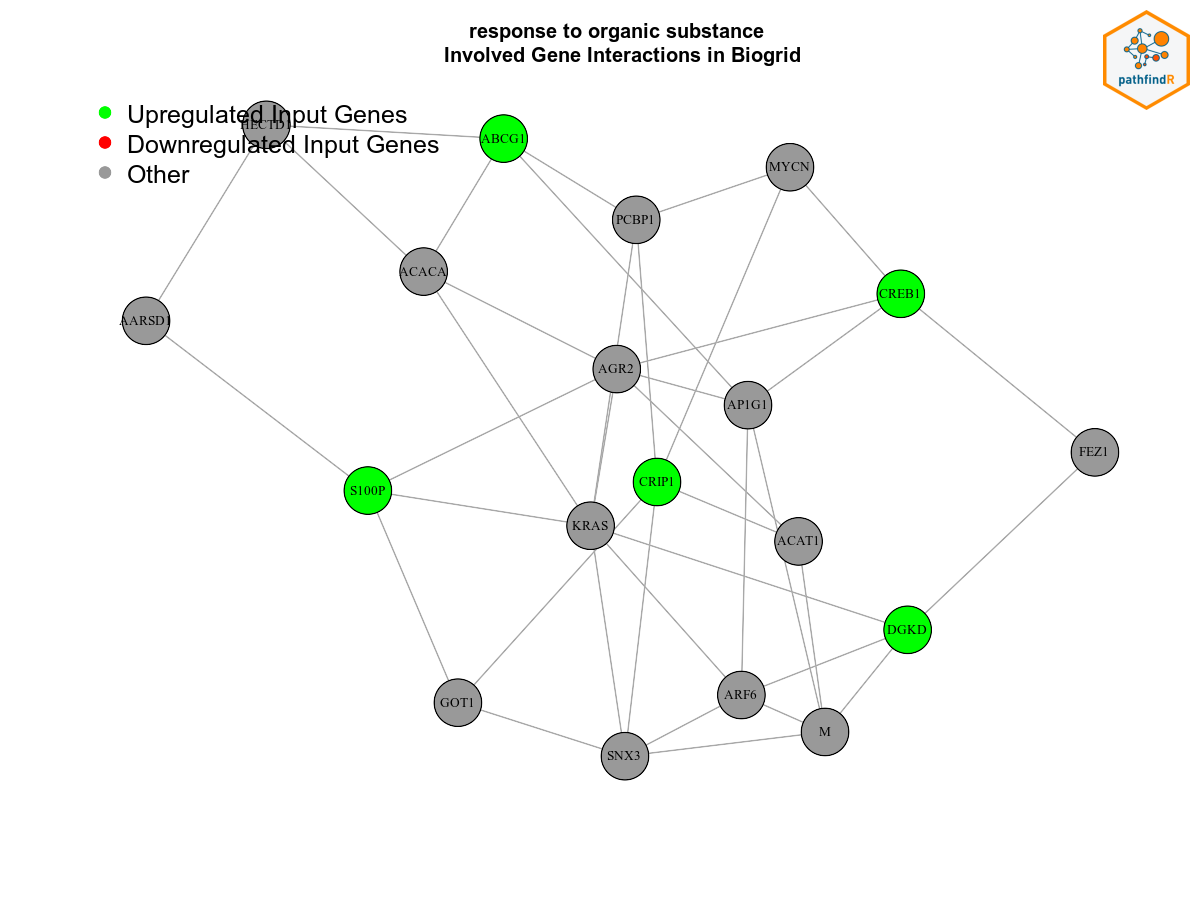 response to organic substance
Involved Gene Interactions in Biogrid
pathfindR
Upregulated Input Genes
Downregulated Input Genes
Other
HECTD1
ABCG1
MYCN
PCBP1
ACACA
CREB1
AARSD1
AGR2
AP1G1
FEZ1
S100P
CRIP1
KRAS
ACAT1
DGKD
ARF6
GOT1
M
SNX3